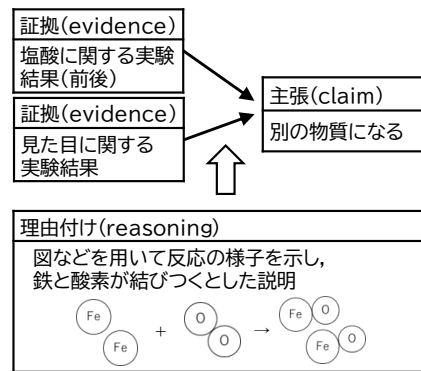 証拠(evidence)
塩酸に関する実験
結果(前後)
証拠(evidence)
見た目に関する
実験結果
主張(claim)
別の物質になる
理由付け(reasoning)
図などを用いて反応の様子を示し,
鉄と酸素が結びつくとした説明
Fe Fe + O O → Fe O Fe O